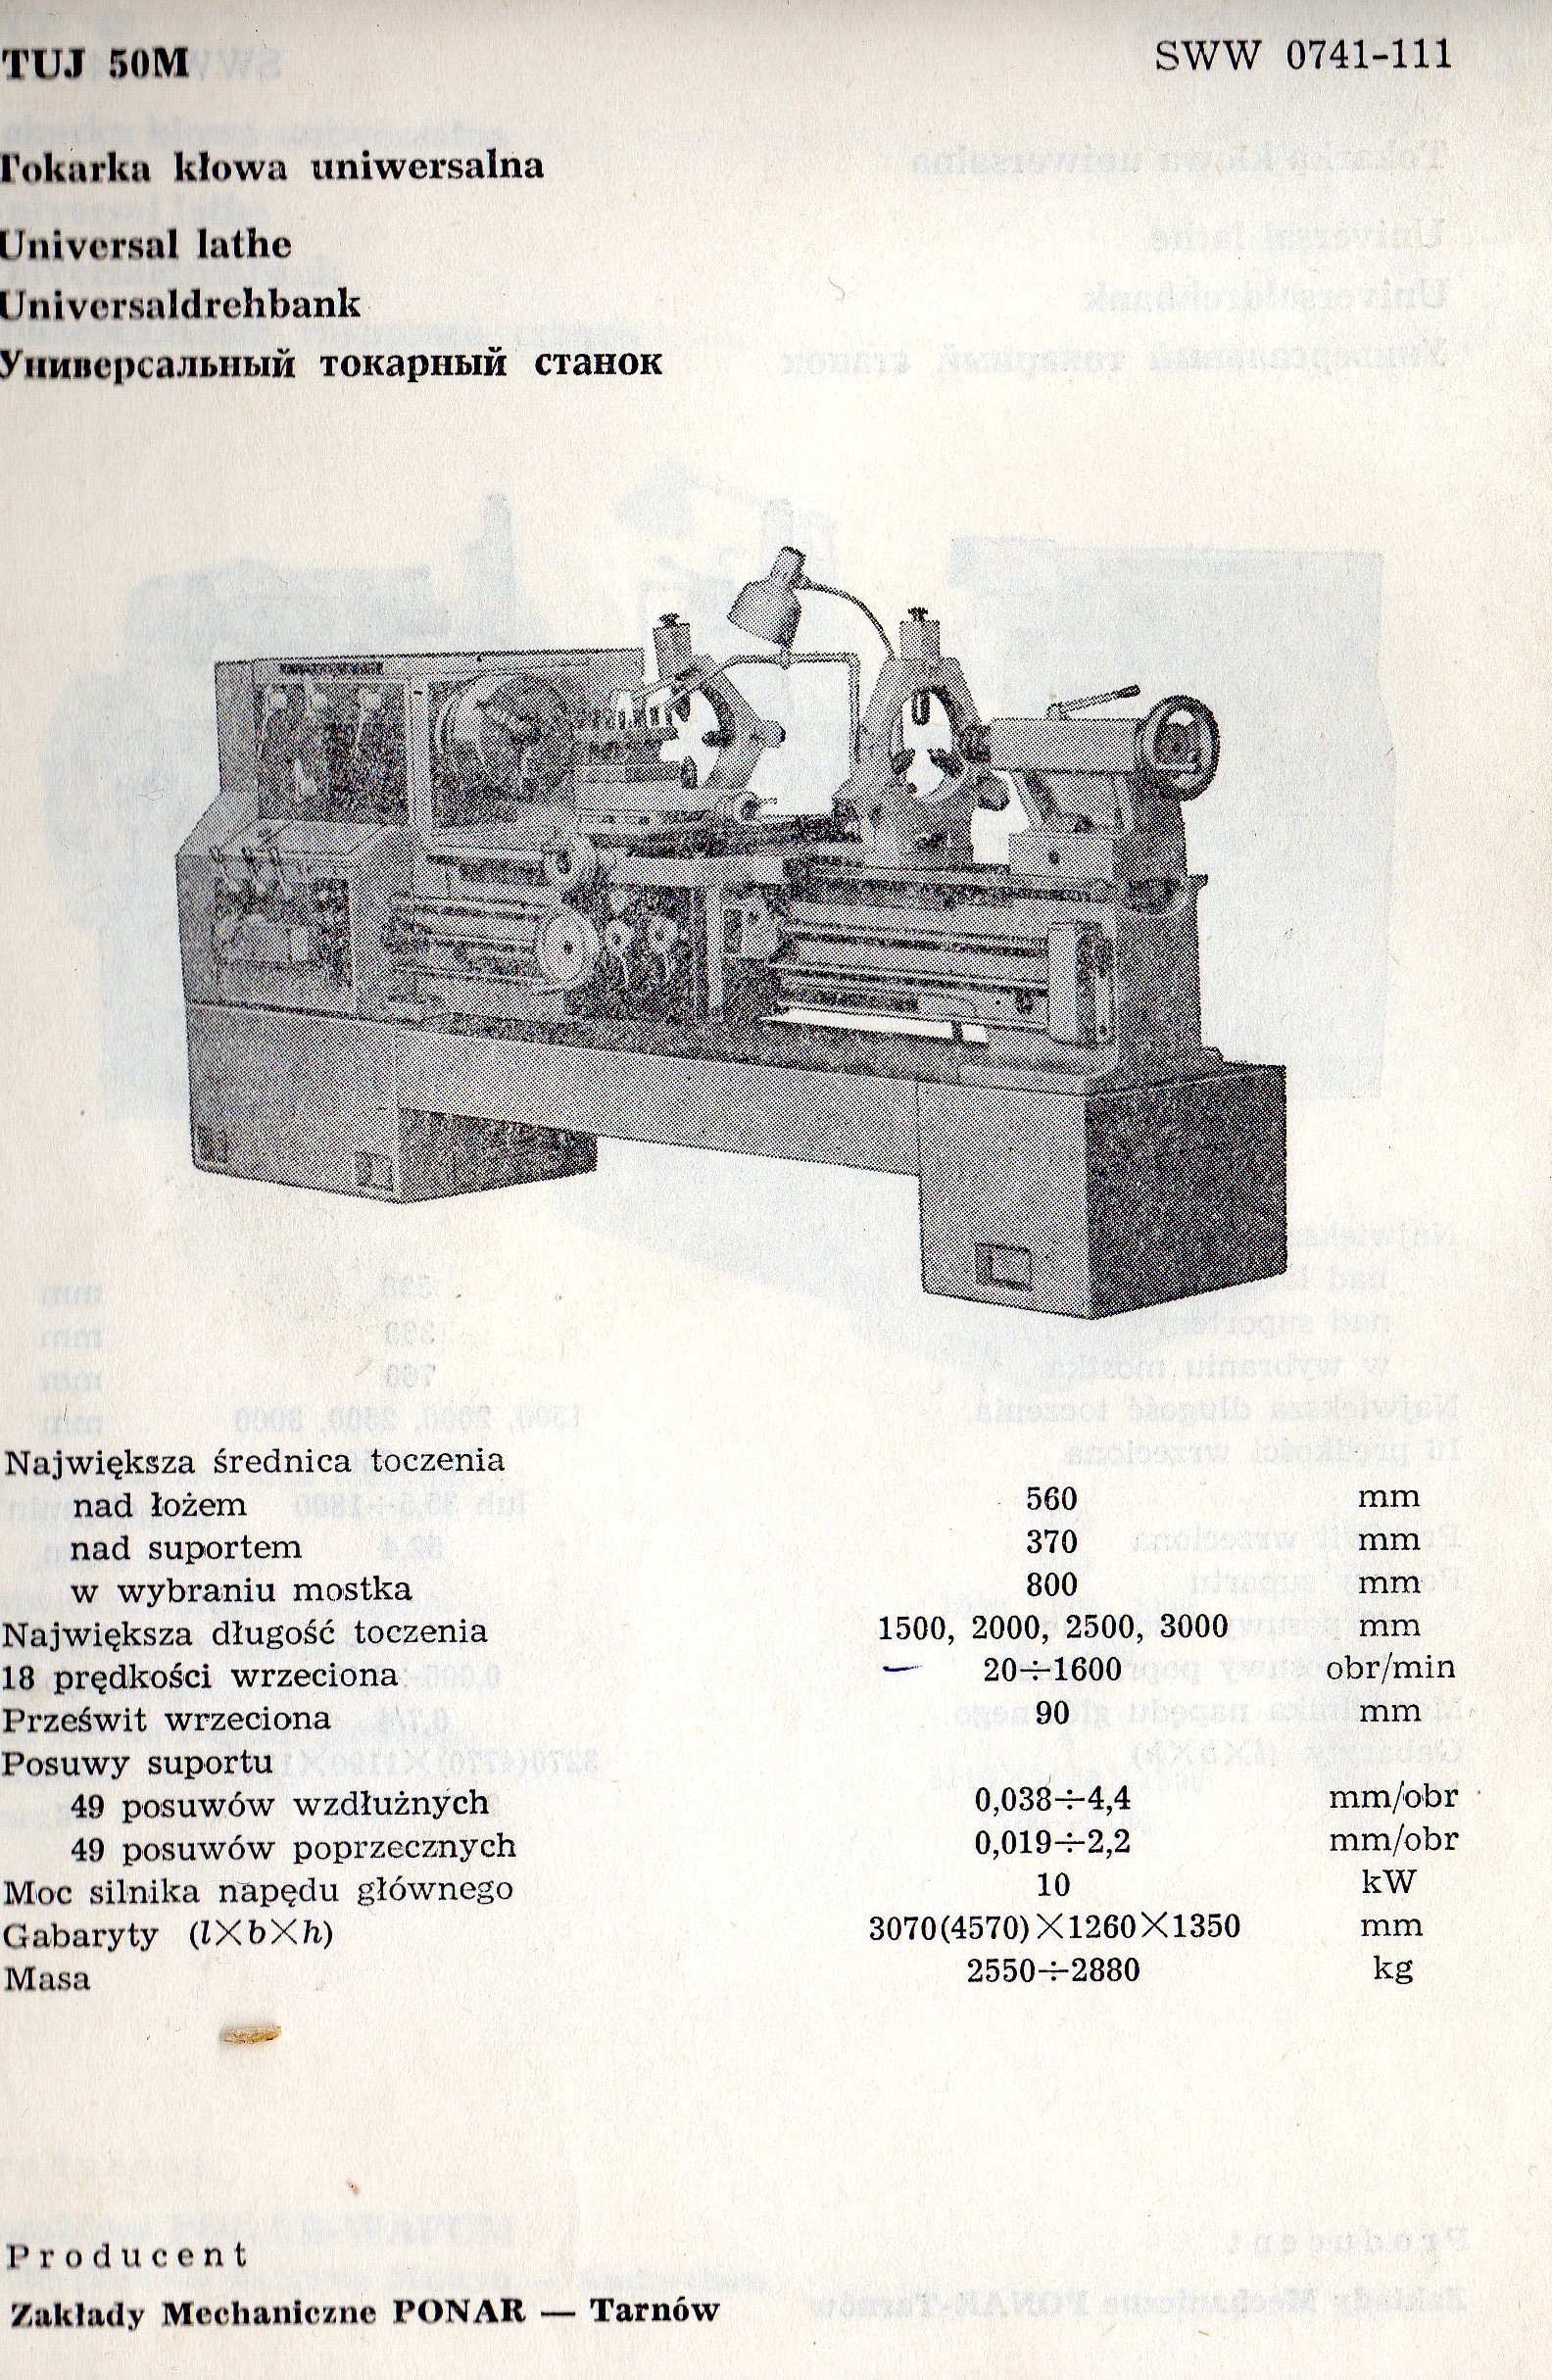 TUJ 50M SWW 0741-111
Tokarka kłowa uniwersalna
Universal lathe
Universaldrehbank
Универсальный токарный станок
Największa średnica toczenia
nad łożem 560 mm
nad suportem 370 mm
w wybraniu mostka 800 mm
Największa długość toczenia 1500, 2000, 2500, 3000 mm
18 prędkości wrzeciona 20÷1600 obr/min
Prześwit wrzeciona 90 mm
Posuwy suportu
49 posuwów wzdłużnych 0,038÷4,4 mm/obr
49 posuwów poprzecznych 0,019÷2,2 mm/obr
Moc silnika napędu głównego 10 kW
Gabaryty (l×b×h) 3070(4570)×1260×1350 mm
Masa 2550÷2880 kg
Producent
Zakłady Mechaniczne PONAR — Tarnów